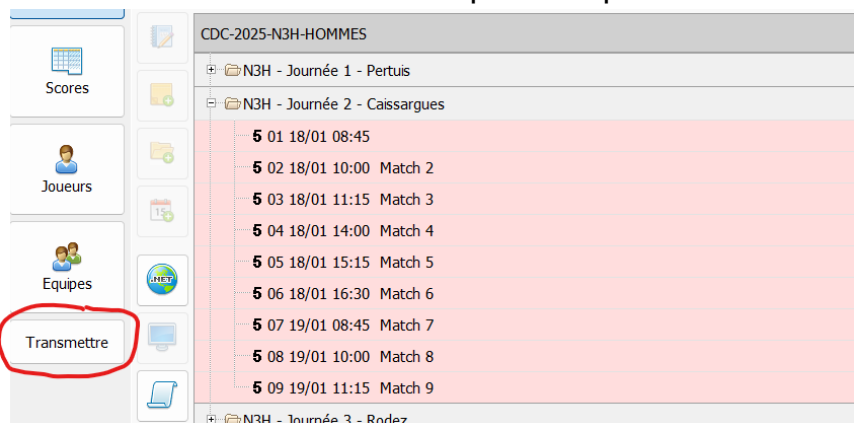 CDC-2025-N3H-HOMMES
N3H - Journée 1 - Pertuis
Scores
N3H - Journée 2 - Caissargues
5 01 18/01 08:45
5 02 18/01 10:00 Match 2
Joueurs
5 03 18/01 11:15 Match 3
15
5 04 18/01 14:00 Match 4
5 05 18/01 15:15 Match 5
Equipes
.NET
5 06 18/01 16:30 Match 6
5 07 19/01 08:45 Match 7
Transmettre
5 08 19/01 10:00 Match 8
5 09 19/01 11:15 Match 9
N3H - Journée 3 - Rodez